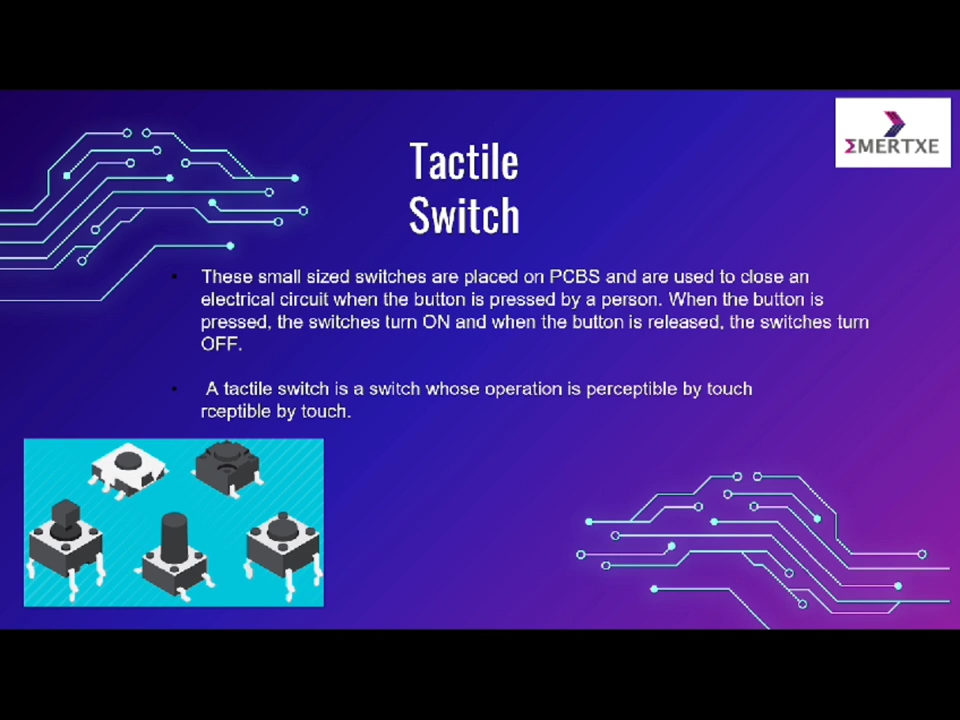 ΣMERTXE
Tactile
Switch
• These small sized switches are placed on PCBS and are used to close an
electrical circuit when the button is pressed by a person. When the button is
pressed, the switches turn ON and when the button is released, the switches turn
OFF.
• A tactile switch is a switch whose operation is perceptible by touch
rceptible by touch.